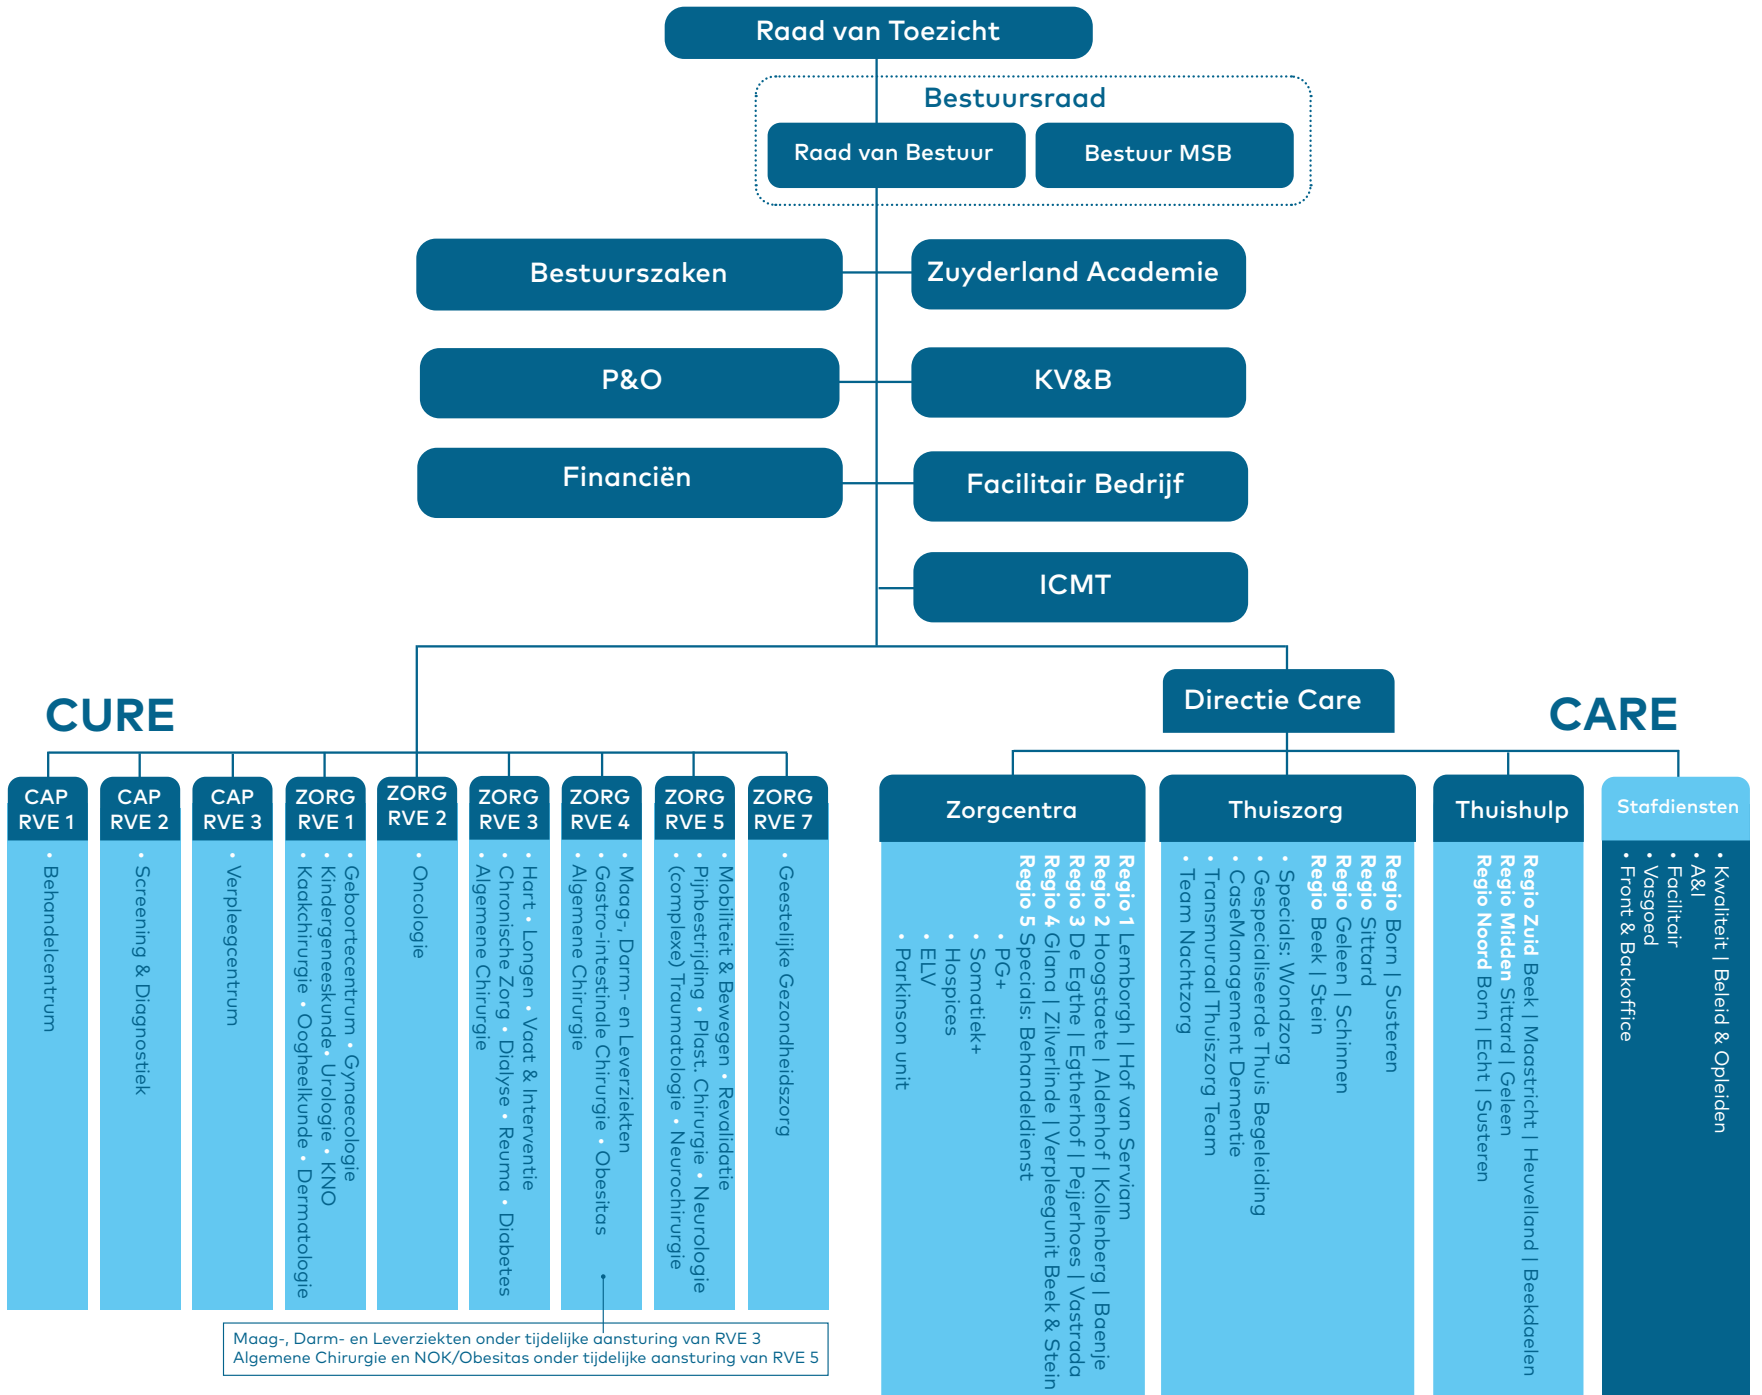 Raad van Toezicht
Bestuursraad
Raad van Bestuur
Bestuur MSB
Bestuurszaken
Zuyderland Academie
P&O
KV&B
Financiën
Facilitair Bedrijf
ICMT
Directie Care
CURE
CARE
CAP
RVE 1
• Behandelcentrum
CAP
RVE 2
• Screening & Diagnostiek
CAP
RVE 3
• Verpleegcentrum
ZORG
RVE 1
• Geboortecentrum • Gynaecologie
• Kindergeneeskunde • Urologie • KNO
• Kaakchirurgie • Oogheelkunde • Dermatologie
ZORG
RVE 2
• Oncologie
ZORG
RVE 3
• Hart • Longen • Vaat & Interventie
• Chronische Zorg • Dialyse • Reuma • Diabetes
• Algemene Chirurgie
ZORG
RVE 4
• Maag-, Darm- en Leverziekten
• Gastro-intestinale Chirurgie • Obesitas
• Algemene Chirurgie
ZORG
RVE 5
• Mobiliteit & Bewegen • Revalidatie
• Pijnbestrijding • Plast. Chirurgie • Neurologie
• (complexe) Traumatologie • Neurochirurgie
ZORG
RVE 7
• Geestelijke Gezondheidszorg
Maag-, Darm- en Leverziekten onder tijdelijke aansturing van RVE 3
Algemene Chirurgie en NOK/Obesitas onder tijdelijke aansturing van RVE 5
Zorgcentra
Regio 1 Lemborgh | Hof van Serviam
Regio 2 Hoogstaete | Aldenhof | Kollenberg | Baenje
Regio 3 De Egthe | Egtherhof | Pejjerhoes | Vastrada
Regio 4 Glana | Zilverlinde | Verpleegunit Beek & Stein
Regio 5 Specials: Behandeldienst
• PG+
• Somatiek+
• Hospices
• ELV
• Parkinson unit
Thuiszorg
Regio Born | Susteren
Regio Sittard
Regio Geleen | Schinnen
Regio Beek | Stein
• Specials: Wondzorg
• Gespecialiseerde Thuis Begeleiding
• CaseManagement Dementie
• Transmuraal Thuiszorg Team
• Team Nachtzorg
Thuishulp
Regio Zuid Beek | Maastricht | Heuvelland | Beekdaelen
Regio Midden Sittard | Geleen
Regio Noord Born | Echt | Susteren
Stafdiensten
• Kwaliteit | Beleid & Opleiden
• A&I
• Facilitair
• Vasgoed
• Front & Backoffice